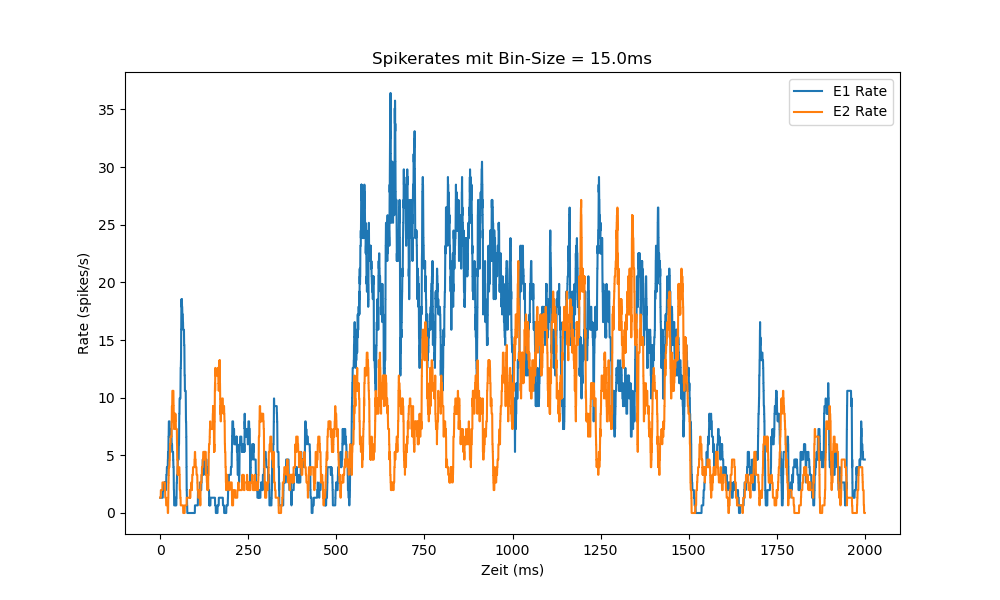 Spikerates mit Bin-Size = 15.0ms
E1 Rate
E2 Rate
35
30
25
20
15
10
5
0
Rate (spikes/s)
0 250 500 750 1000 1250 1500 1750 2000
Zeit (ms)